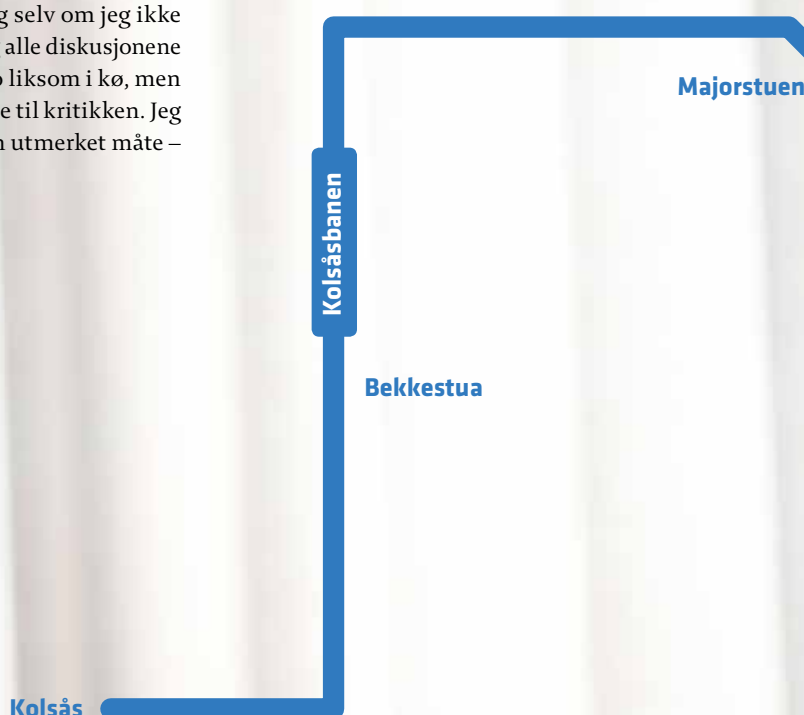 g selv om jeg ikke
alle diskusjonene
liksom i kø, men
e til kritikken. Jeg
utmerket måte –
Majorstuen
Kolsåsbanen
Bekkestua
Kolsås